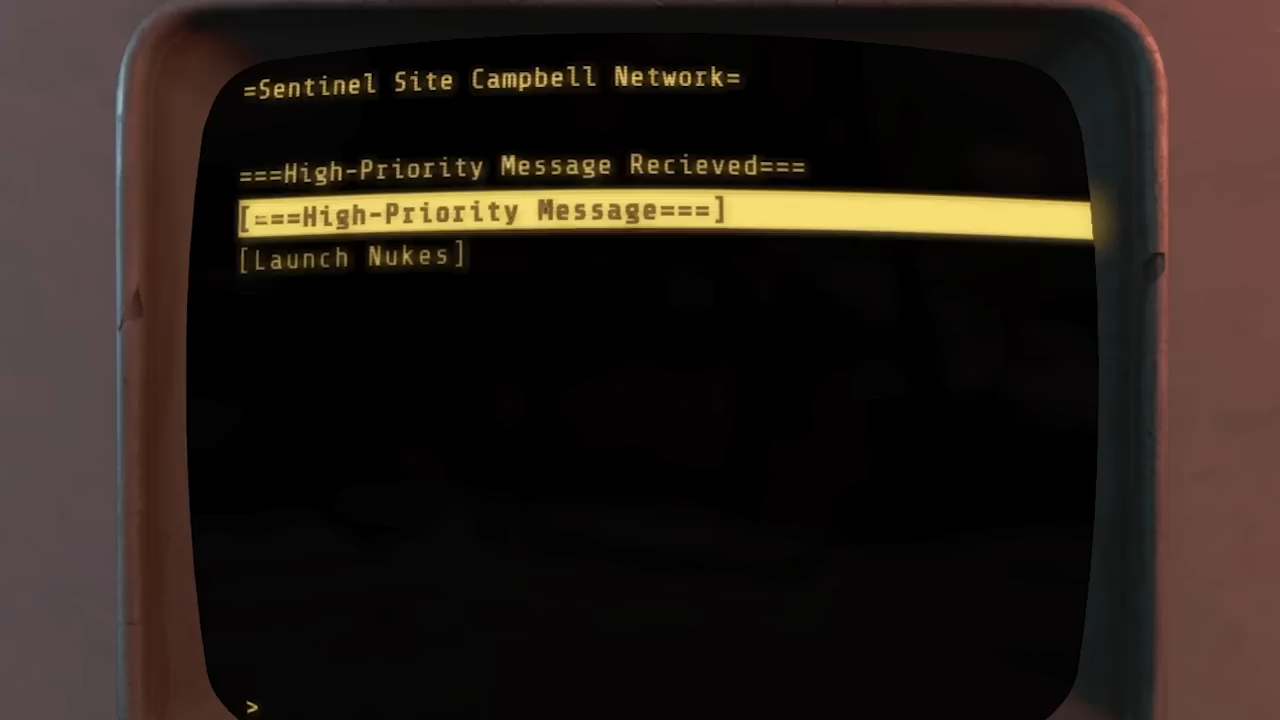 =Sentinel Site Campbell Network=
===High-Priority Message Recieved===
[====High-Priority Message===]
[Launch Nukes]
>